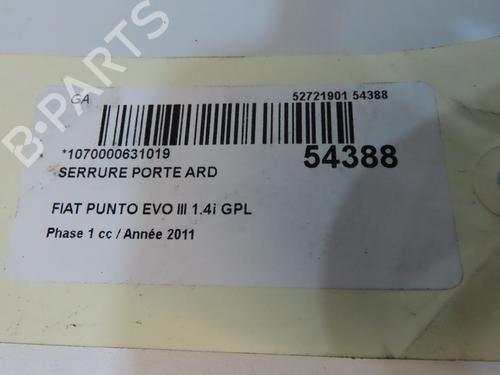 B-PARTS
GA
52721901 54388
*1070000631019
54388
SERRURE PORTE ARD
FIAT PUNTO EVO III 1.4i GPL
Phase 1 cc / Année 2011